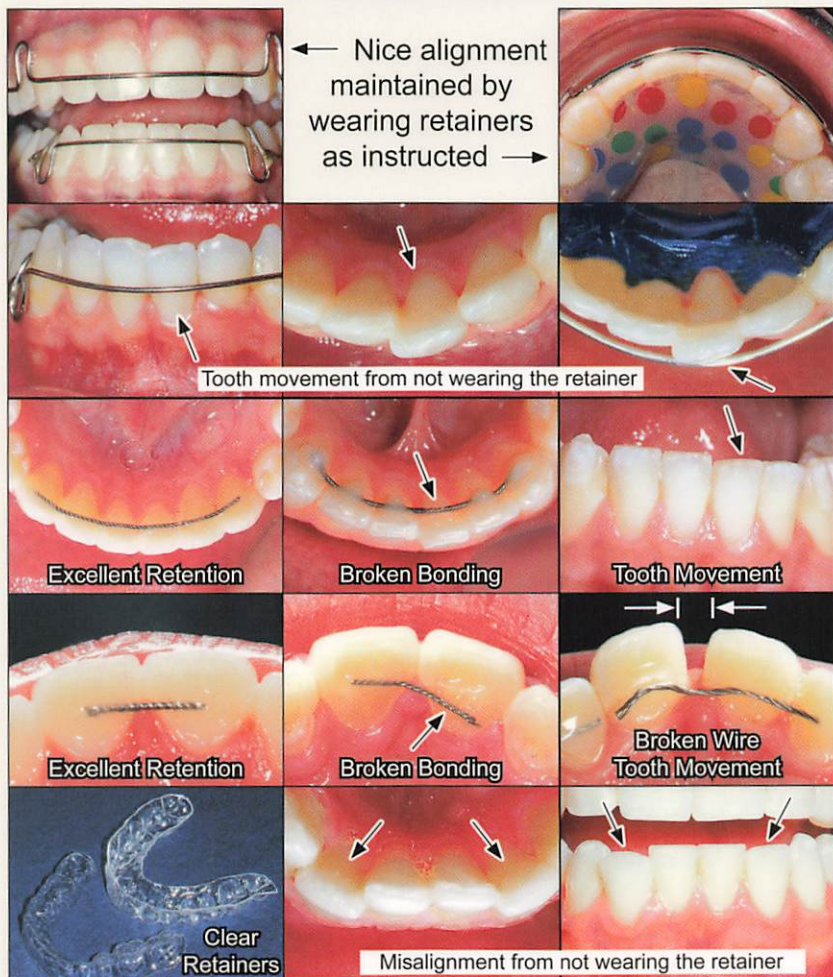 Nice alignment
maintained by
wearing retainers
as instructed
Tooth movement from not wearing the retainer
Excellent Retention
Broken Bonding
Tooth Movement
Excellent Retention
Broken Bonding
Broken Wire
Tooth Movement
Clear
Retainers
Misalignment from not wearing the retainer